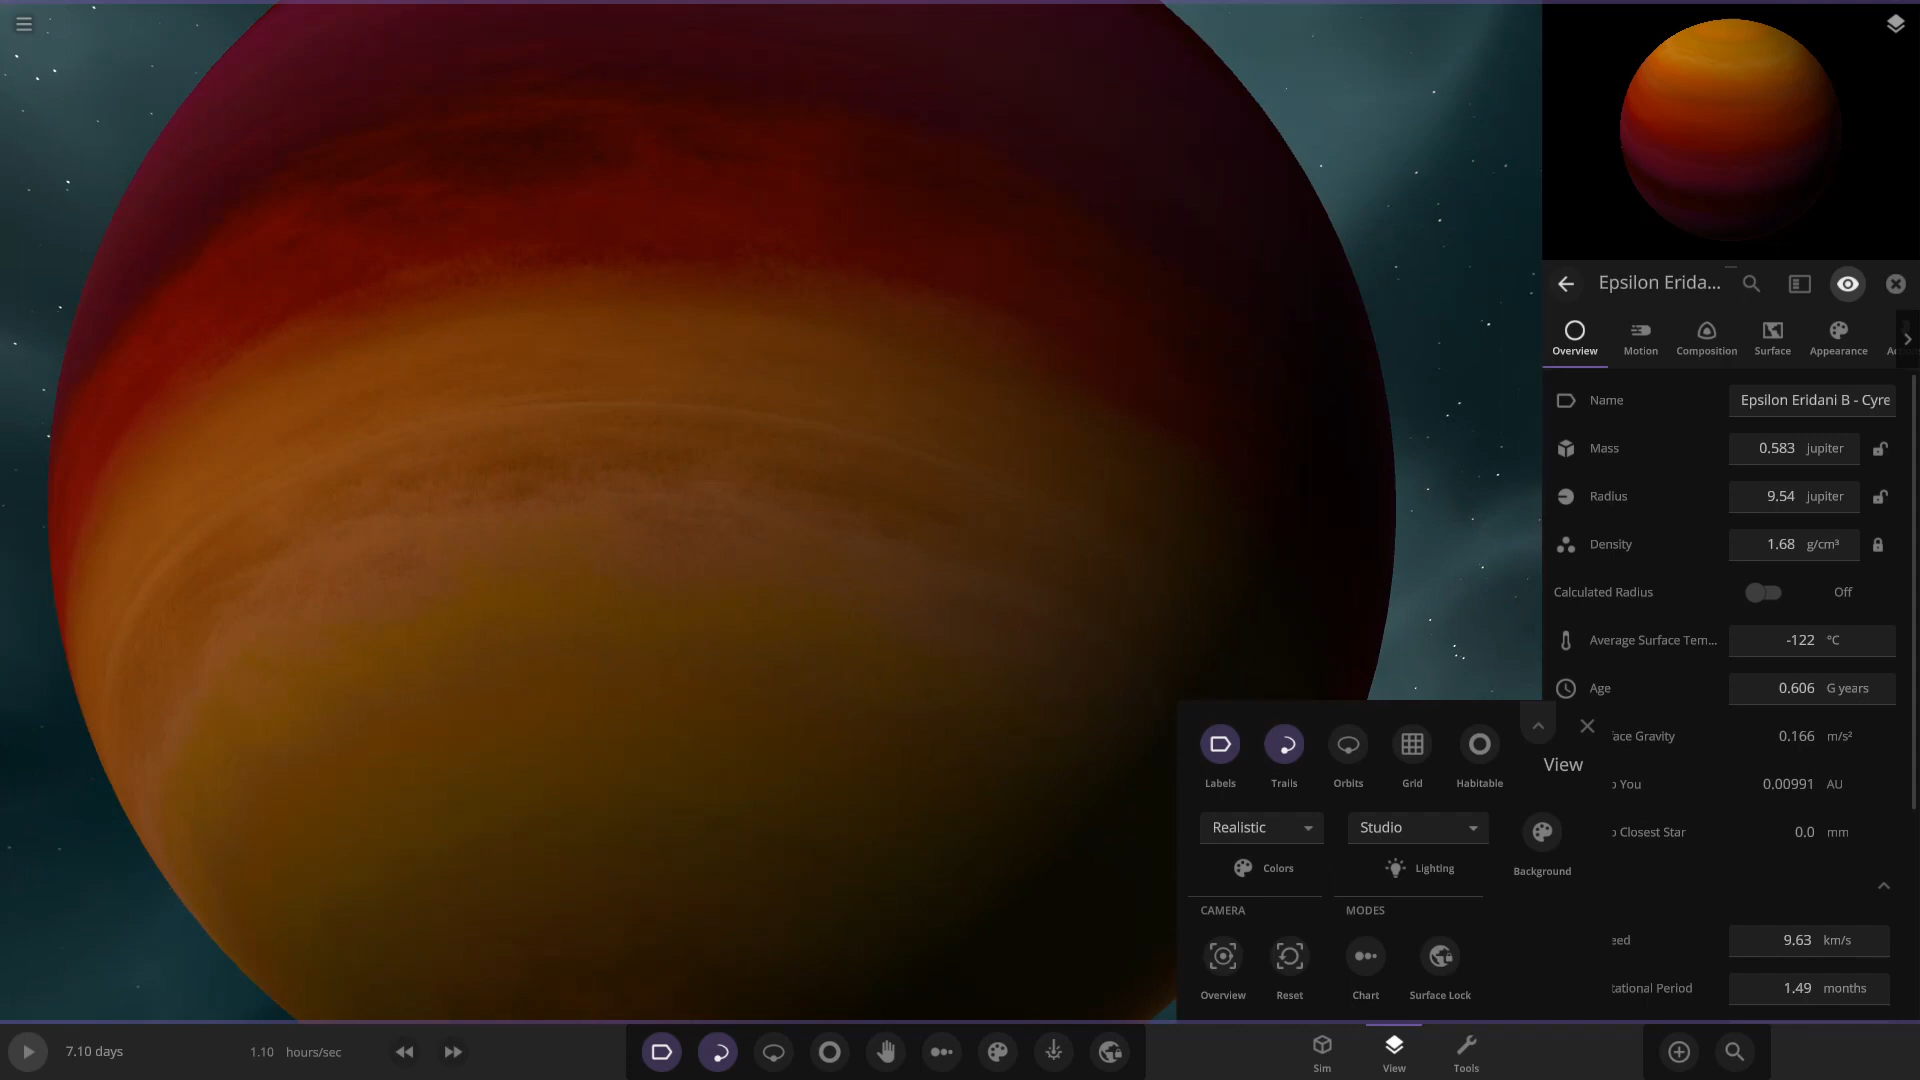 Epsilon Erida...
Overview
Motion
Composition
Surface
Appearance
Name
Epsilon Eridani B - Cyre
Mass
0.583 jupiter
Radius
9.54 jupiter
Density
1.68 g/cm³
Calculated Radius
Off
Average Surface Tem...
-122 °C
Age
0.606 G years
face Gravity
0.166 m/s²
o You
0.00991 AU
o Closest Star
0.0 mm
eed
9.63 km/s
tational Period
1.49 months
View
Labels
Trails
Orbits
Grid
Habitable
Realistic
Studio
Colors
Lighting
Background
CAMERA
MODES
Overview
Reset
Chart
Surface Lock
7.10 days
1.10 hours/sec
Sim
View
Tools